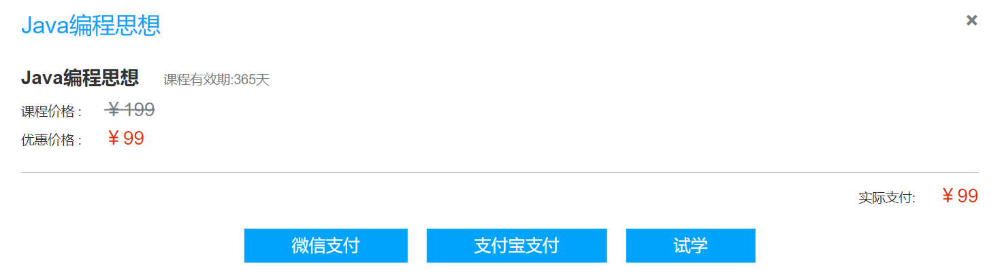 Java编程思想 ×
Java编程思想 课程有效期:365天
课程价格 : ￥199
优惠价格 : ￥99
实际支付: ￥99
微信支付 支付宝支付 试学